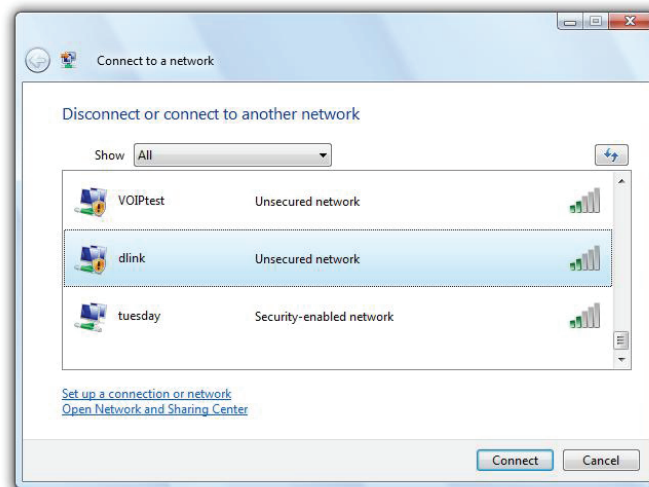 Connect to a network
Disconnect or connect to another network
Show All
VOIPtest Unsecured network
dlink Unsecured network
tuesday Security-enabled network
Set up a connection or network
Open Network and Sharing Center
Connect Cancel